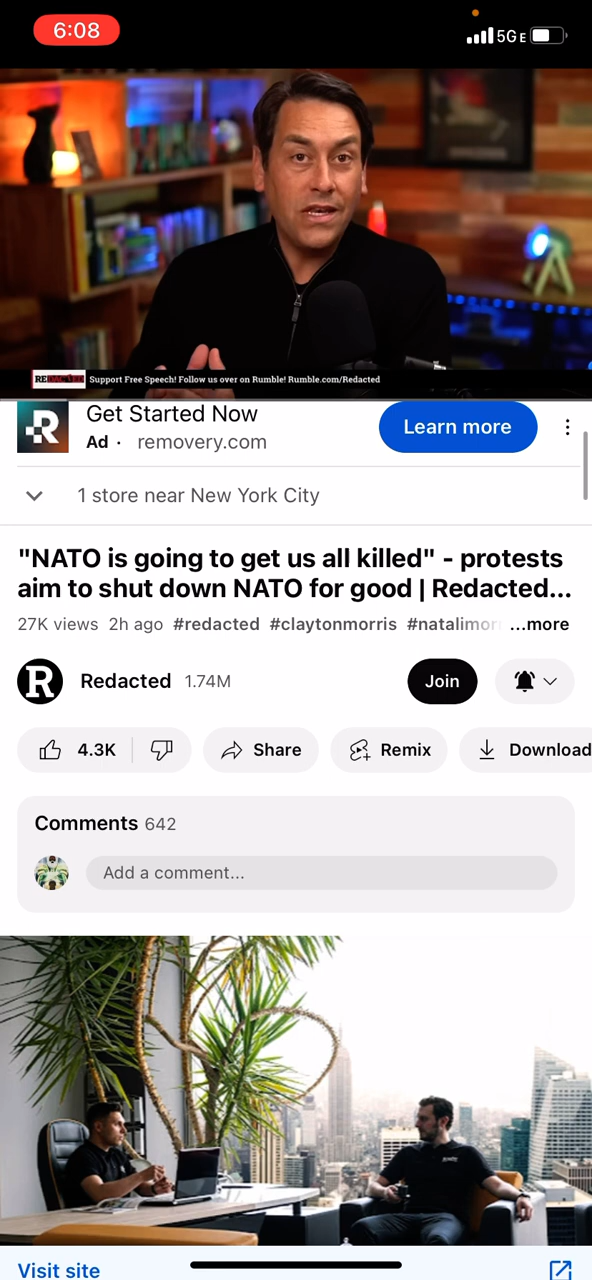 6:08
5G E
REDACTED Support Free Speech! Follow us over on Rumble! Rumble.com/Redacted
R
Get Started Now
Ad · removery.com
Learn more
1 store near New York City
"NATO is going to get us all killed" - protests
aim to shut down NATO for good | Redacted...
27K views 2h ago #redacted #claytonmorris #natalimor ...more
R Redacted 1.74M Join
4.3K Share Remix Download
Comments 642
Add a comment...
Visit site